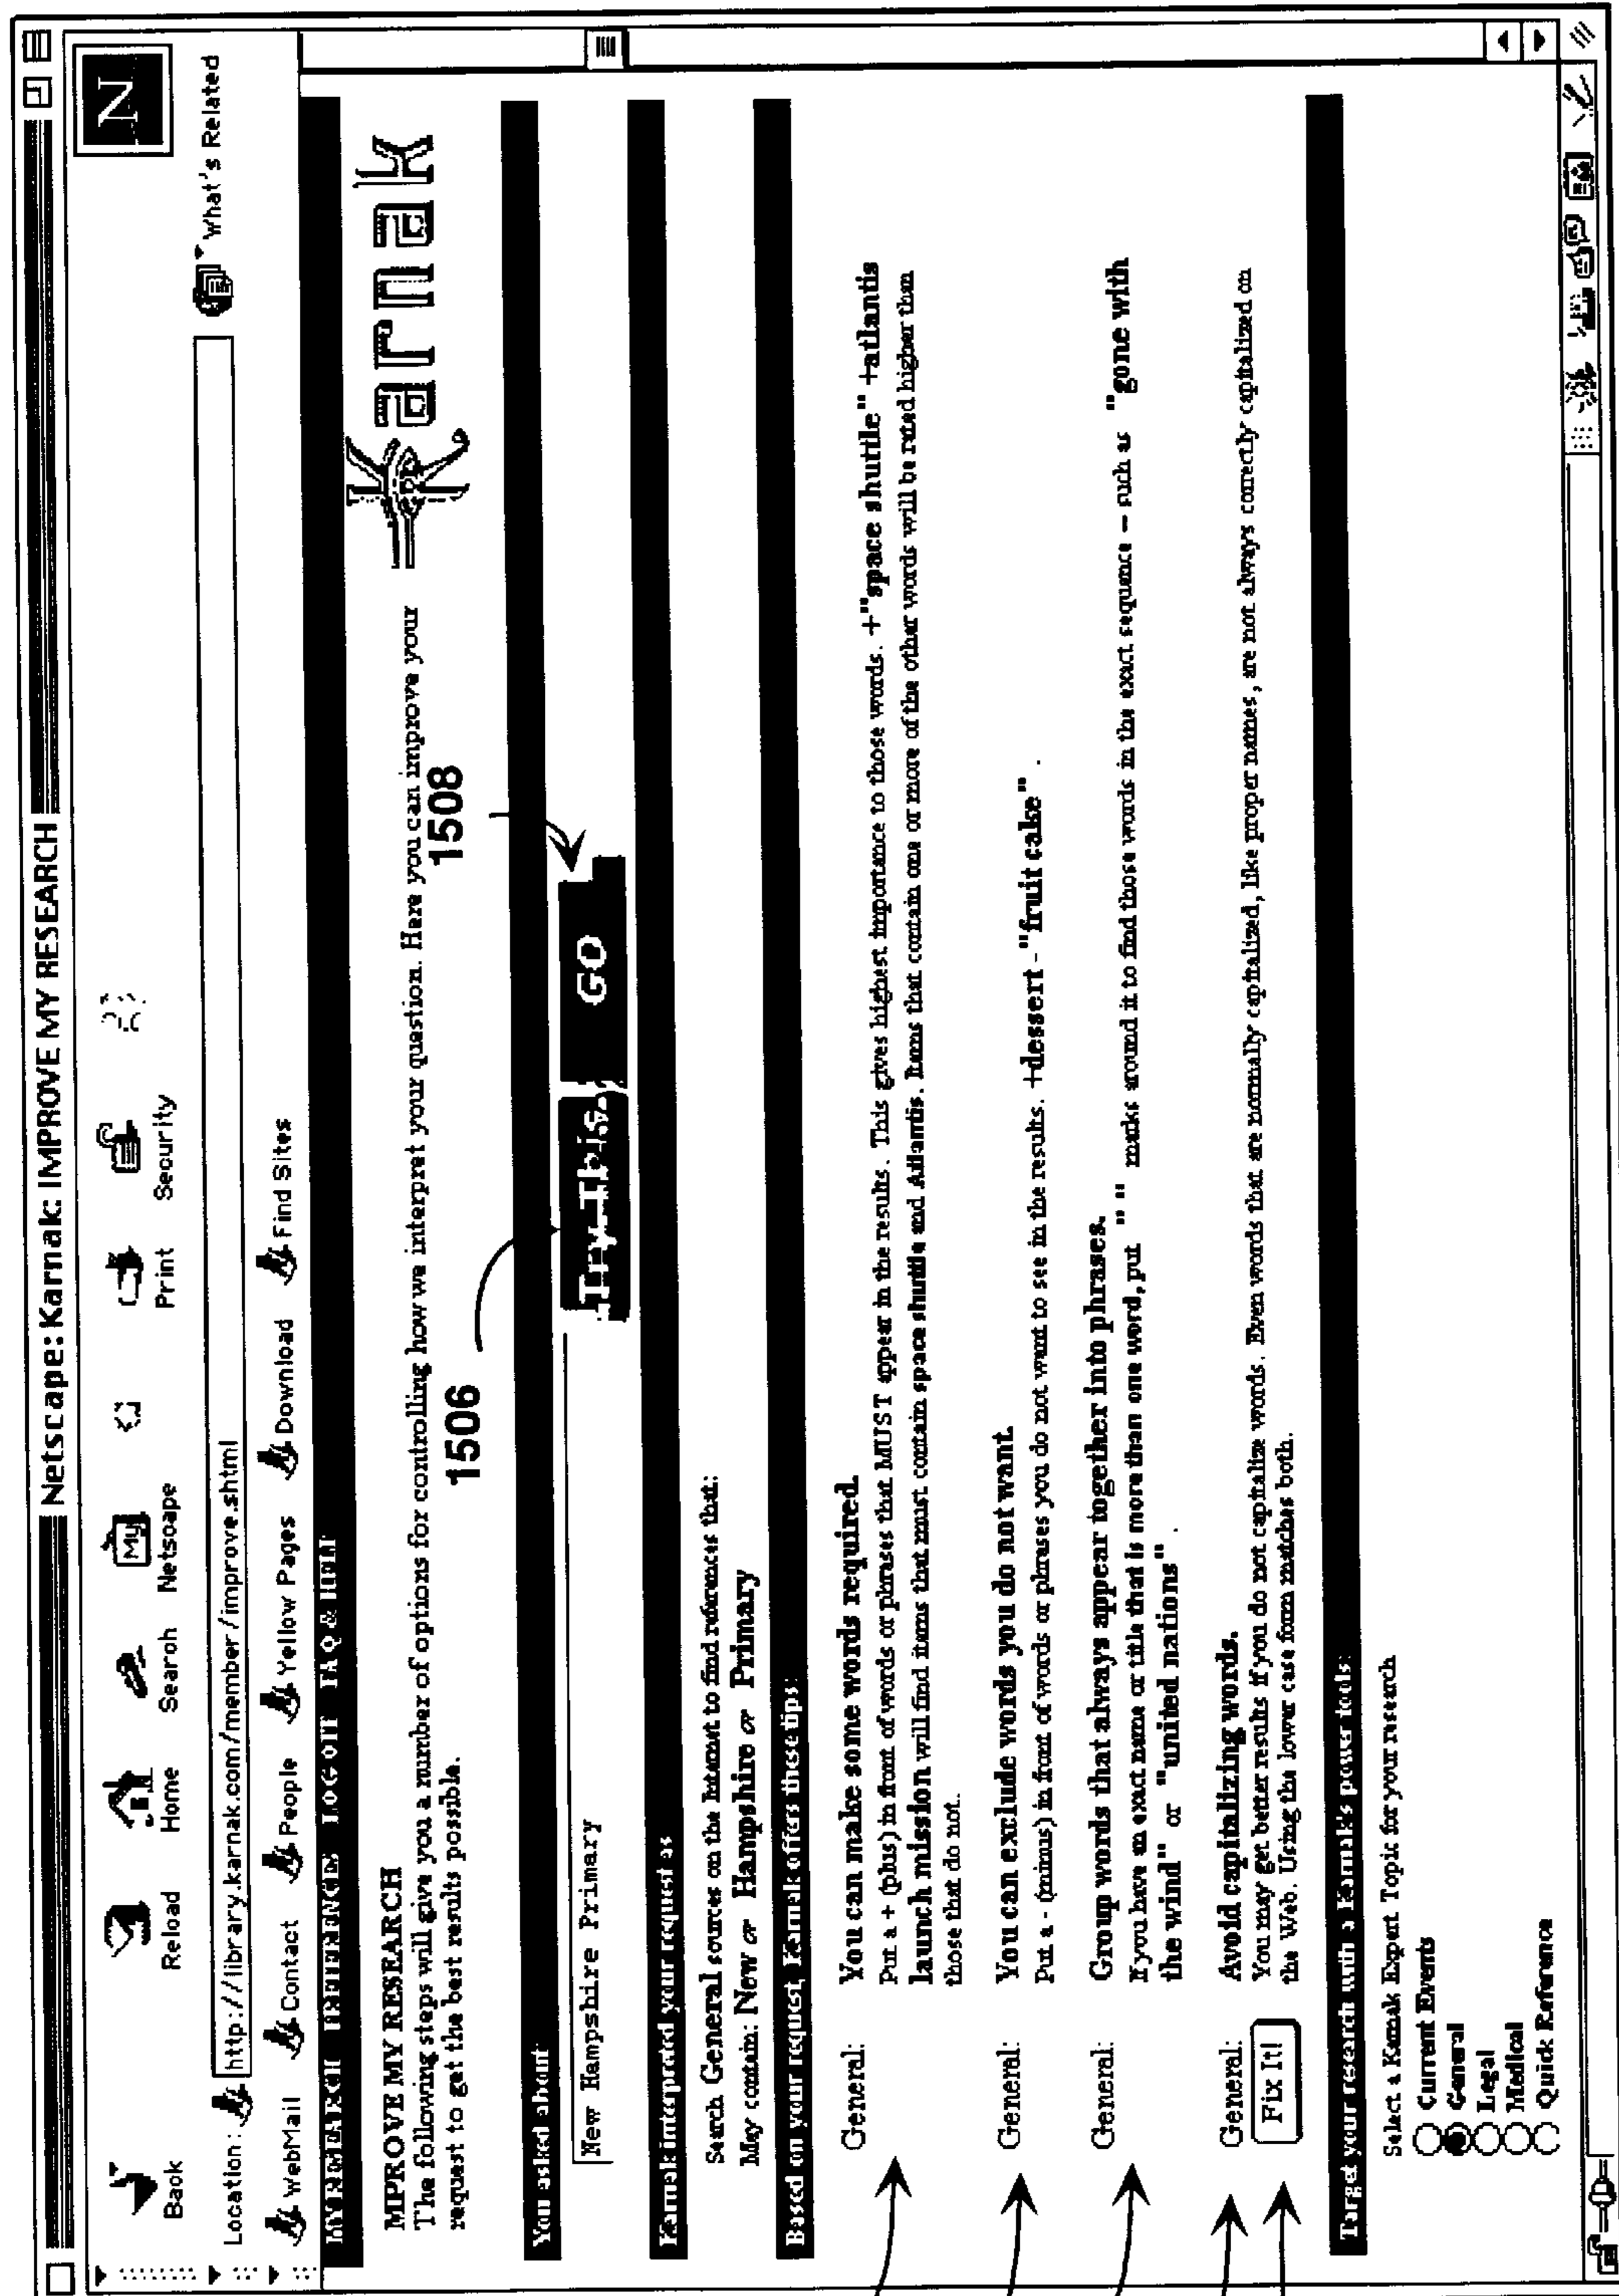 Netscape: Karnak: IMPROVE MY RESEARCH
N
Back
Reload
Home
Search
My
Netscape
Print
Security
Location: http://library.karnak.com/member/improve.shtml
What's Related
WebMail
Contact
People
Yellow Pages
Download
Find Sites
LOGON FAQ &
MPROVE MY RESEARCH
The following steps will give you a number of options for controlling how we interpret your question. Here you can improve your
request to get the best results possible.
arnak
1506
1508
You asked about
New Hampshire Primary
Try This
GO
Karnak interpreted your request as
Search General sources on the Internet to find references that:
May contain: New or Hampshire or Primary
Based on your request, Karnak offers these tips:
General:
You can make some words required.
Put a + (plus) in front of words or phrases that MUST appear in the results. This gives highest importance to those words. +"space shuttle" +atlantis
launch mission will find items that must contain space shuttle and Atlantis. Items that contain one or more of the other words will be rated higher than
those that do not.
General:
You can exclude words you do not want.
Put a - (minus) in front of words or phrases you do not want to see in the results. +dessert -"fruit cake" .
General:
Group words that always appear together into phrases.
If you have an exact name or title that is more than one word, put " " marks around it to find those words in the exact sequence – such as "gone with
the wind" or "united nations" .
General:
Fix It!
Avoid capitalizing words.
You may get better results if you do not capitalize words. Even words that are normally capitalized, like proper names, are not always correctly capitalized on
the Web. Using the lower case form matches both.
Target your research with a Karnak's power tools:
Select a Karnak Expert Topic for your research
Current Events
General
Legal
Medical
Quick Reference